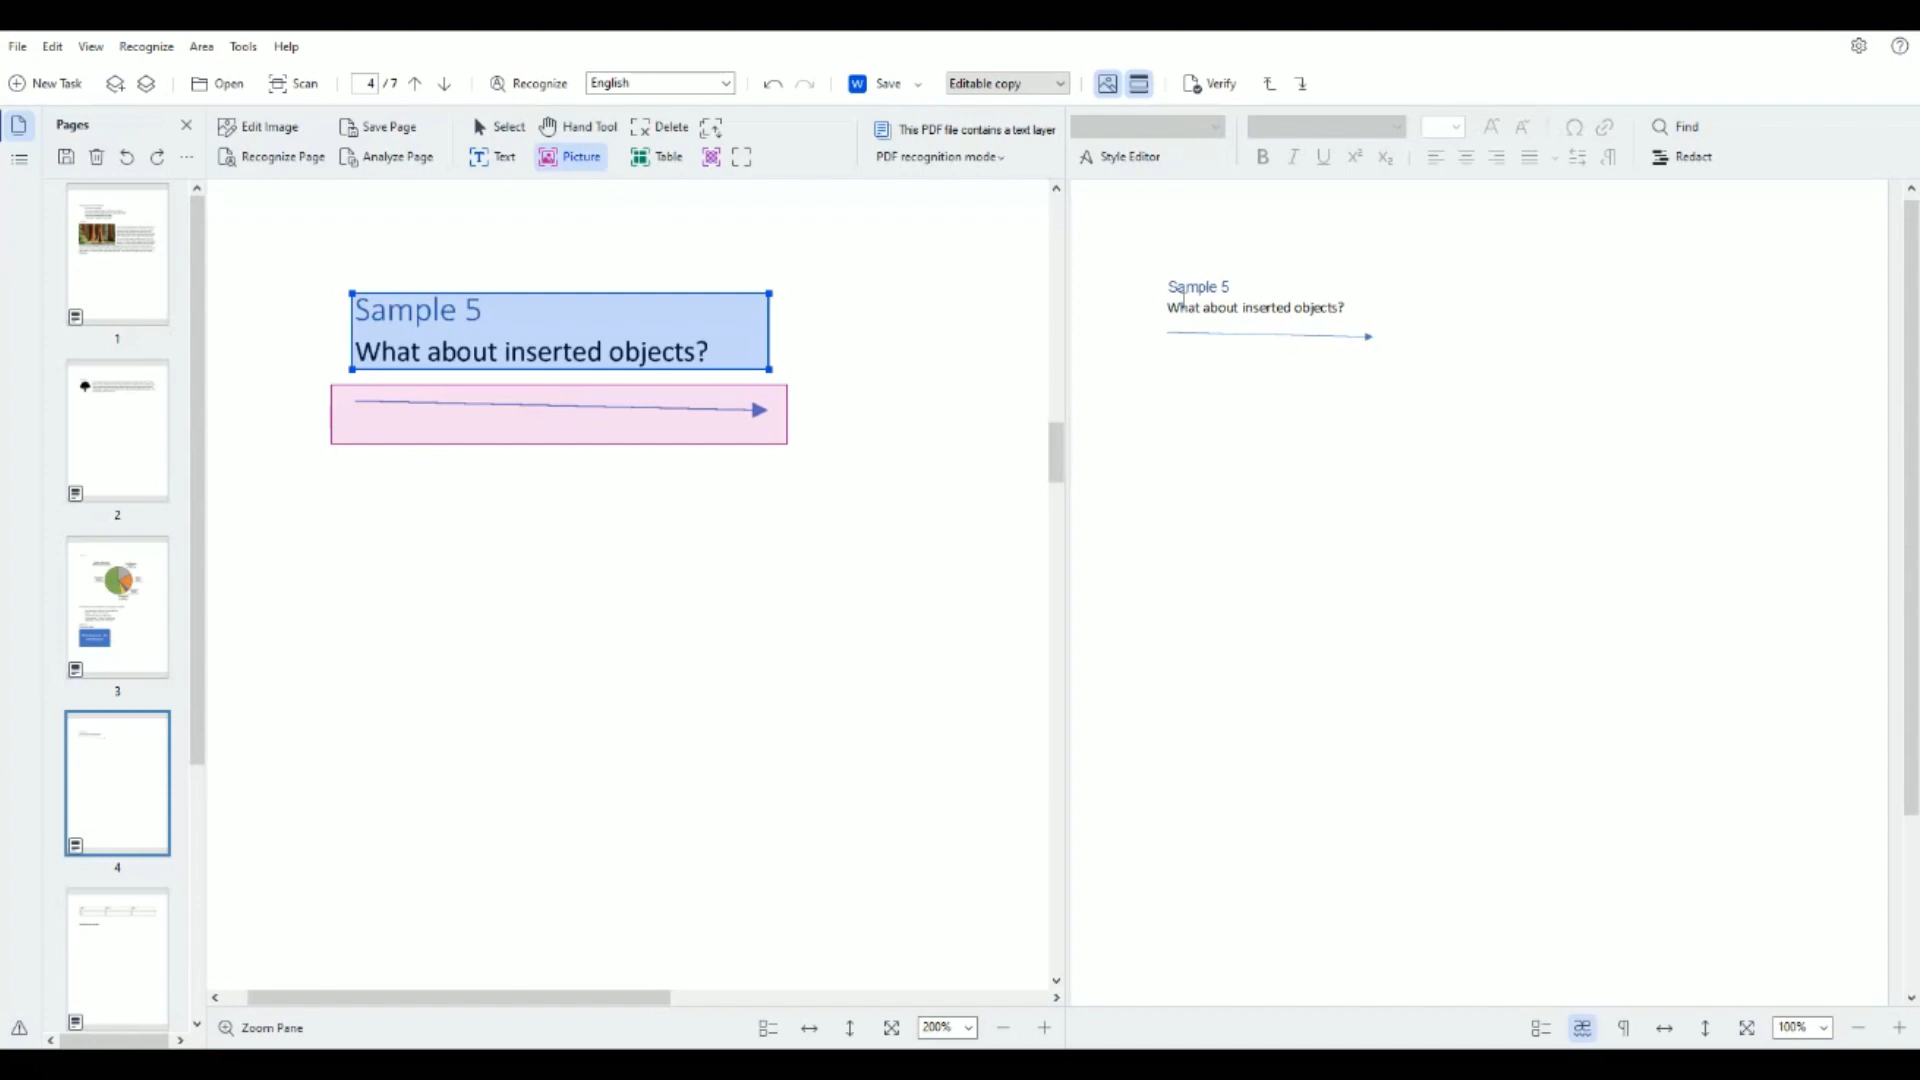 File Edit View Recognize Area Tools Help
New Task Open Scan 4 / 7 Recognize English W Save Editable copy Verify
Pages
Edit Image Save Page Select Hand Tool Delete
Recognize Page Analyze Page Text Picture Table
This PDF file contains a text layer
PDF recognition mode
Style Editor B I U X² X₂
Find
Redact
1
2
3
4
Sample 5
What about inserted objects?
Sample 5
What about inserted objects?
Zoom Pane 200% 100%